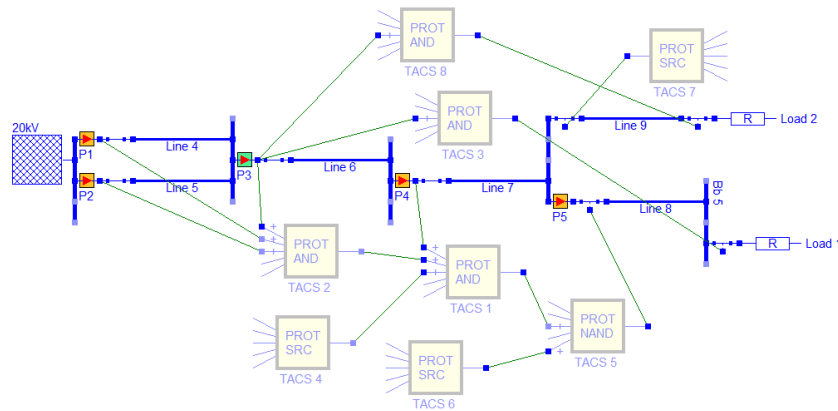 PROT
AND
TACS 8
PROT
SRC
TACS 7
20kV
P1
Line 4
PROT
AND
TACS 3
Line 9
R
Load 2
P3
Line 6
P2
Line 5
P4
Line 7
P5
Line 8
Bb 5
R
Load 1
PROT
AND
TACS 2
PROT
AND
TACS 1
PROT
SRC
TACS 4
PROT
SRC
TACS 6
PROT
NAND
TACS 5